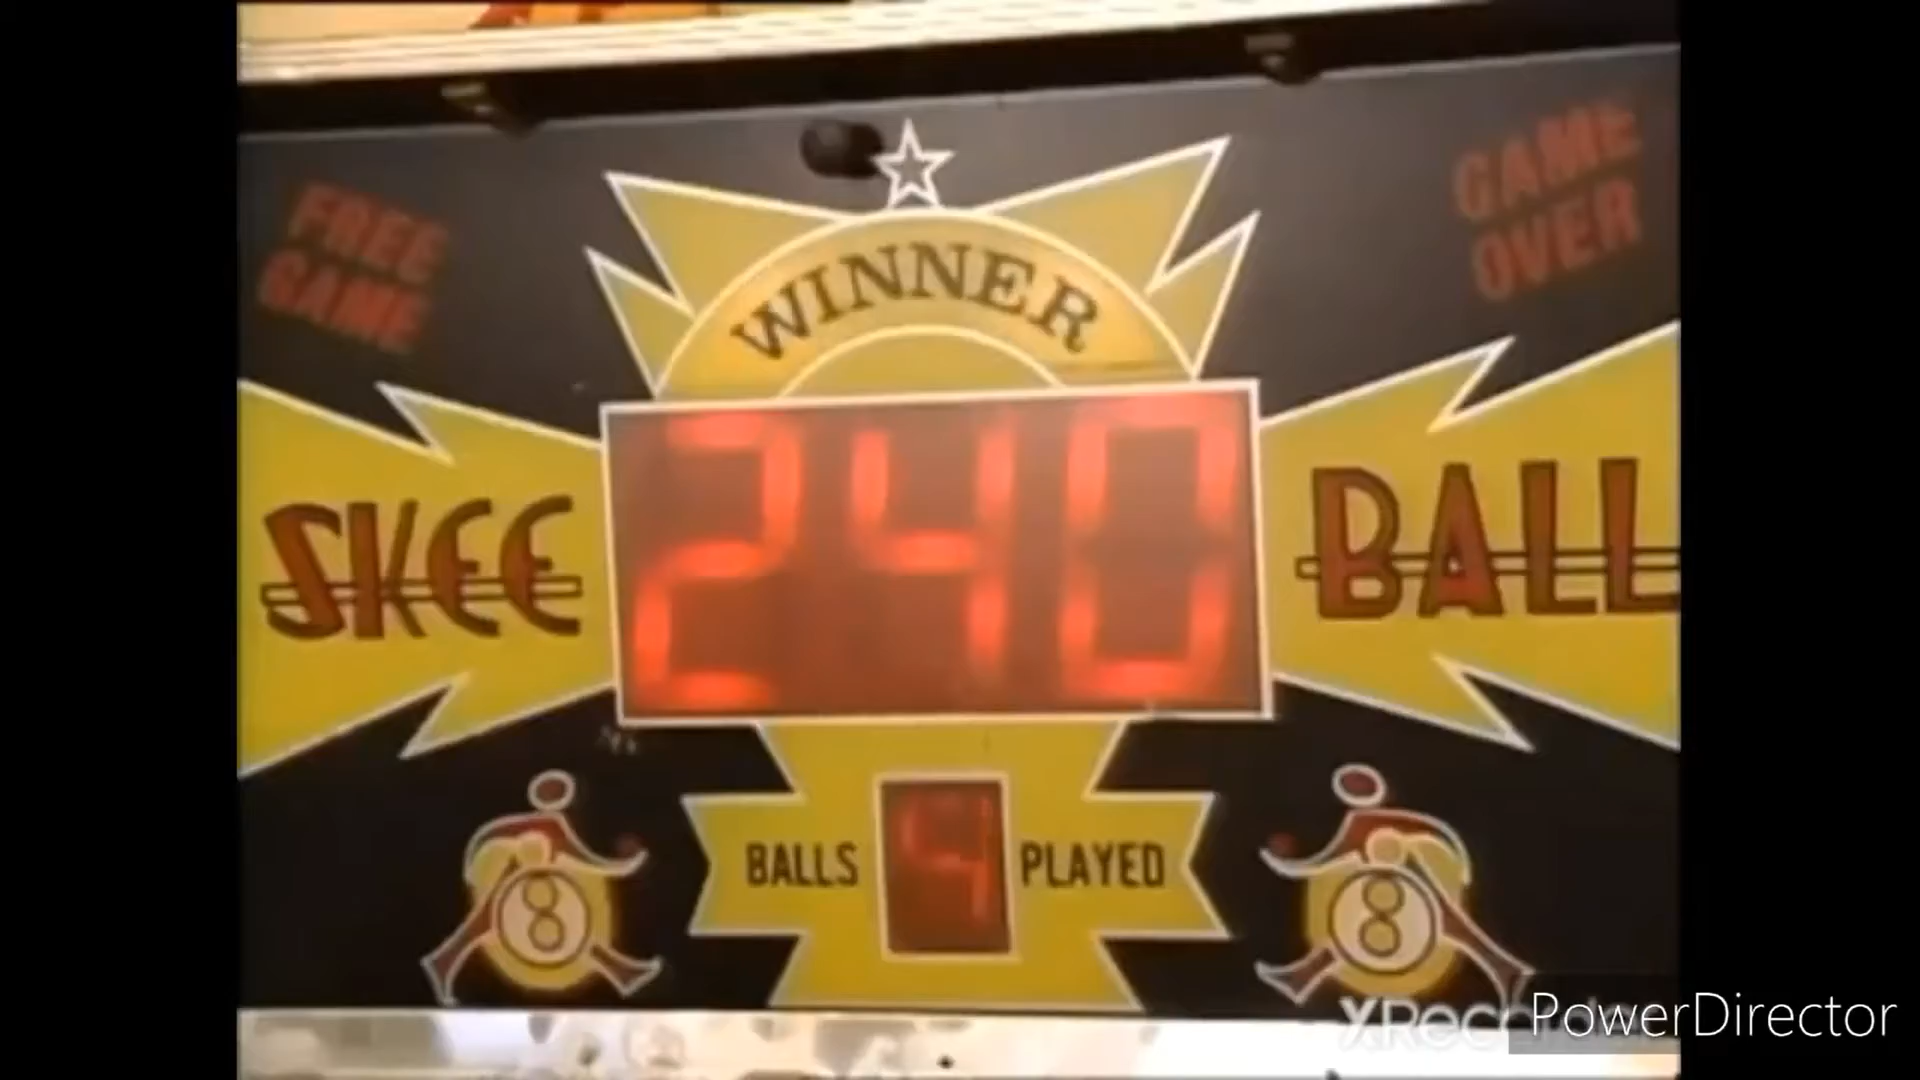 FREE
GAME
WINNER
GAME
OVER
SKEE
240
BALL
BALLS
4
PLAYED
8
8
PowerDirector